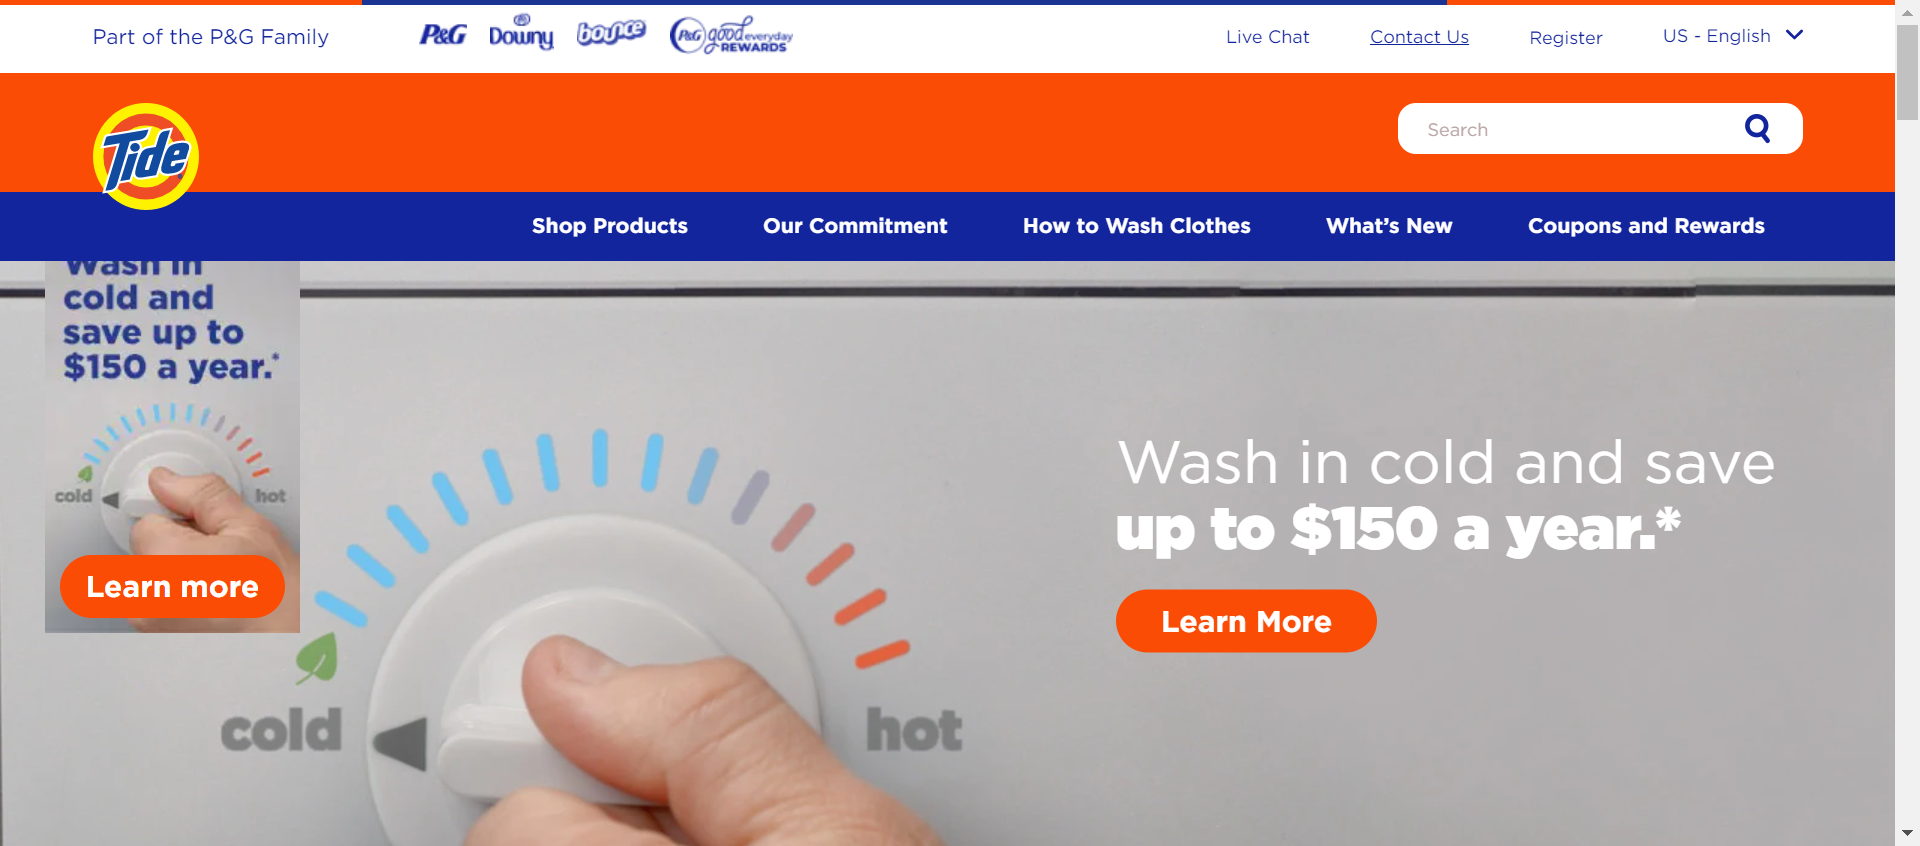 Part of the P&G Family
P&G
Downy
bounce
P&G good everyday
REWARDS
Live Chat
Contact Us
Register
US - English
Tide
Search
Shop Products
Our Commitment
How to Wash Clothes
What's New
Coupons and Rewards
Wash in
cold and
save up to
$150 a year.*
cold
hot
Learn more
cold
hot
Wash in cold and save
up to $150 a year.*
Learn More